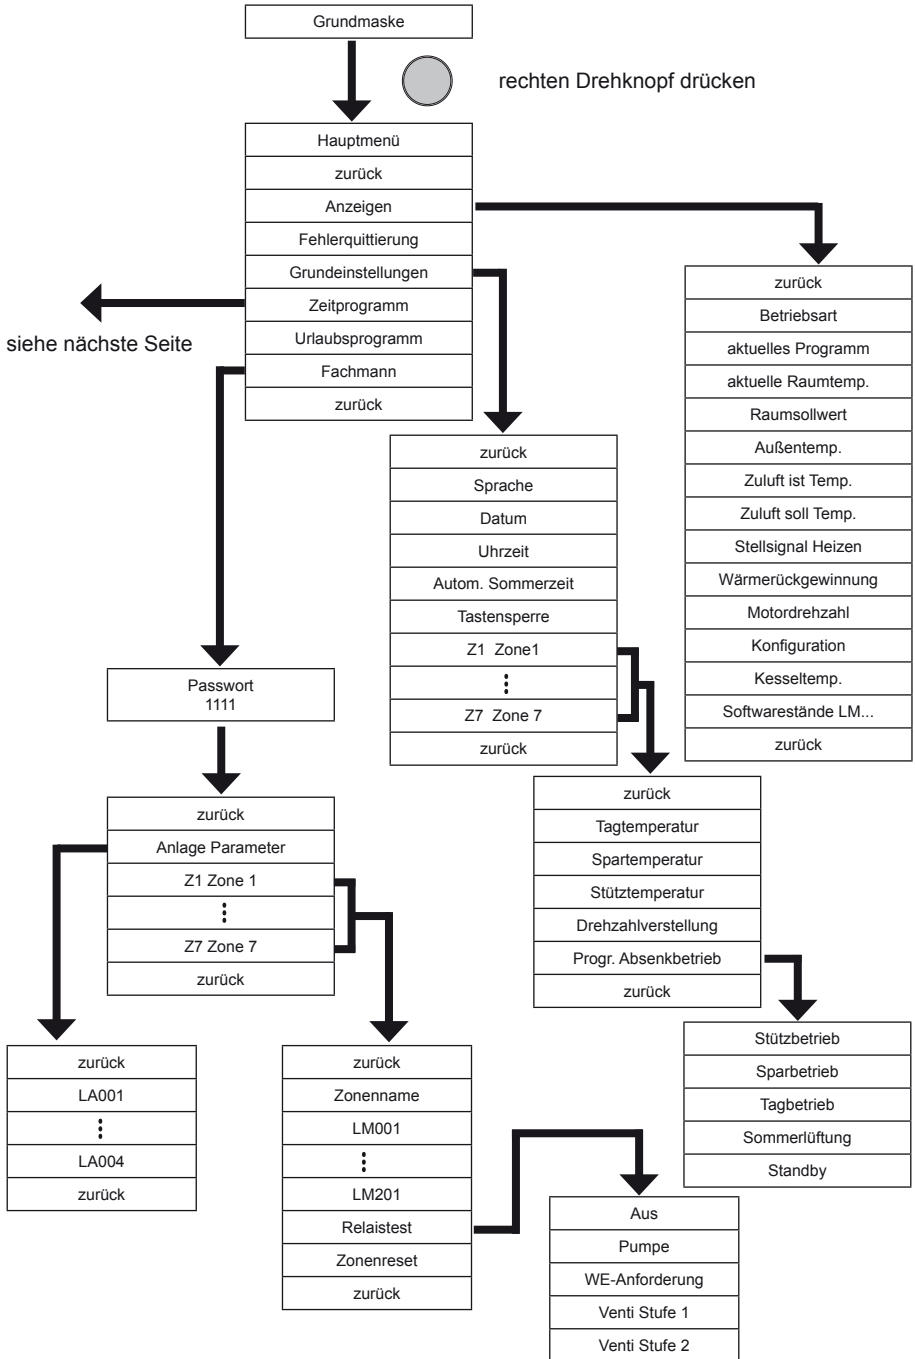 Grundmaske
rechten Drehknopf drücken
Hauptmenü
zurück
Anzeigen
Fehlerquittierung
Grundeinstellungen
Zeitprogramm
Urlaubsprogramm
Fachmann
zurück
siehe nächste Seite
zurück
Betriebsart
aktuelles Programm
aktuelle Raumtemp.
Raumsollwert
Außentemp.
Zuluft ist Temp.
Zuluft soll Temp.
Stellsignal Heizen
Wärmerückgewinnung
Motordrehzahl
Konfiguration
Kesseltemp.
Softwarestände LM...
zurück
zurück
Sprache
Datum
Uhrzeit
Autom. Sommerzeit
Tastensperre
Z1 Zone1
Z7 Zone 7
zurück
Passwort
1111
zurück
Anlage Parameter
Z1 Zone 1
Z7 Zone 7
zurück
zurück
Tagtemperatur
Spartemperatur
Stütztemperatur
Drehzahlverstellung
Progr. Absenkbetrieb
zurück
Stützbetrieb
Sparbetrieb
Tagbetrieb
Sommerlüftung
Standby
zurück
LA001
LA004
zurück
zurück
Zonenname
LM001
LM201
Relaistest
Zonenreset
zurück
Aus
Pumpe
WE-Anforderung
Venti Stufe 1
Venti Stufe 2